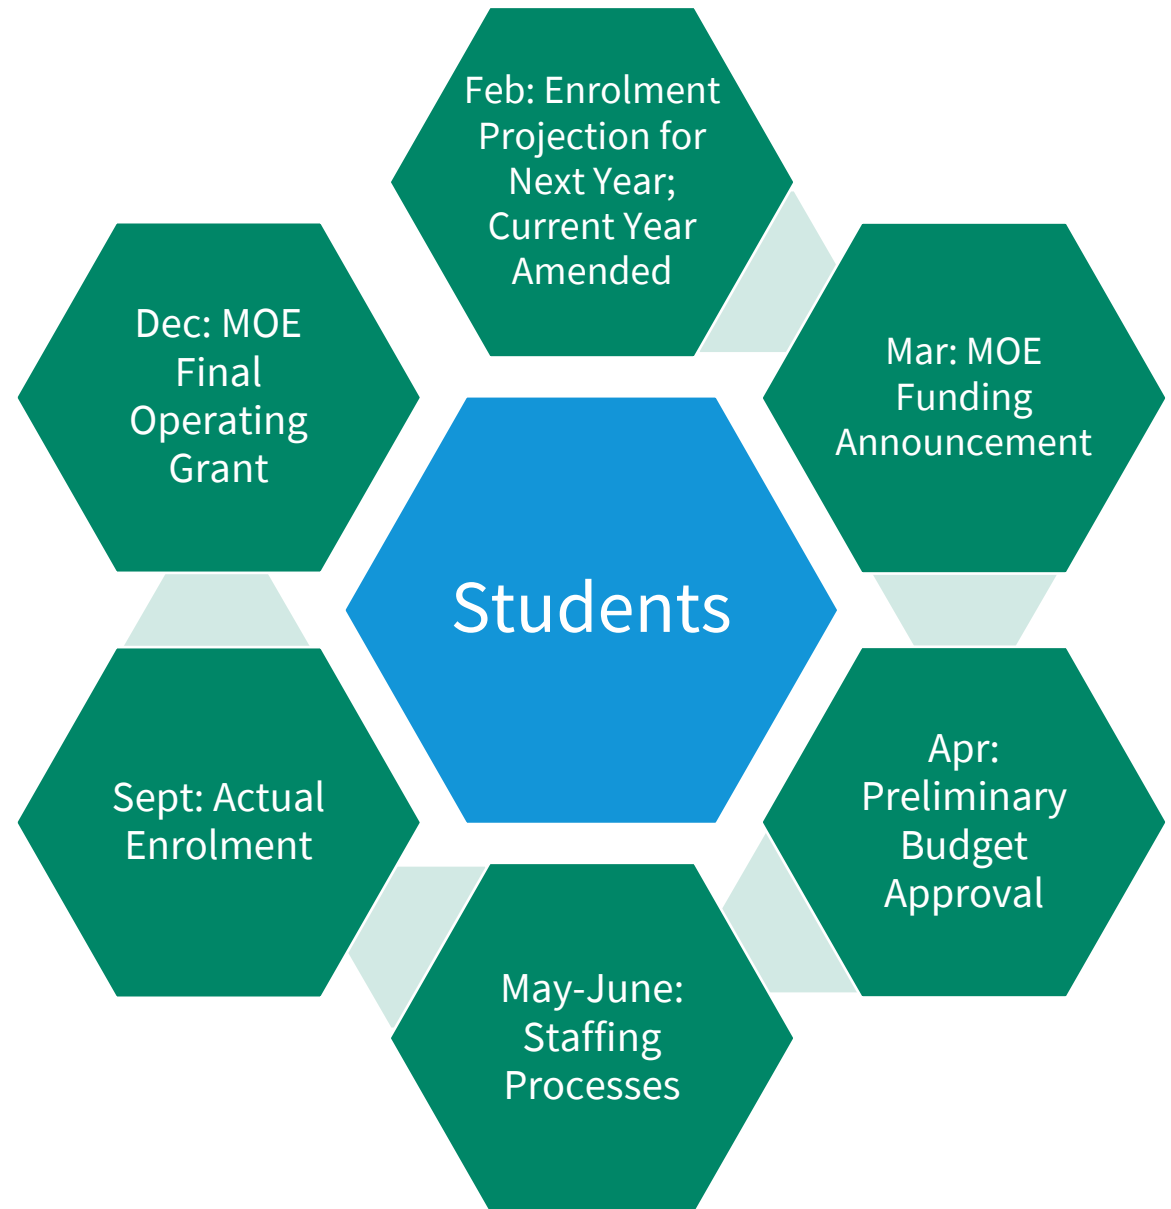 Feb: Enrolment
Projection for
Next Year;
Current Year
Amended
Mar: MOE
Funding
Announcement
Apr:
Preliminary
Budget
Approval
May-June:
Staffing
Processes
Sept: Actual
Enrolment
Dec: MOE
Final
Operating
Grant
Students